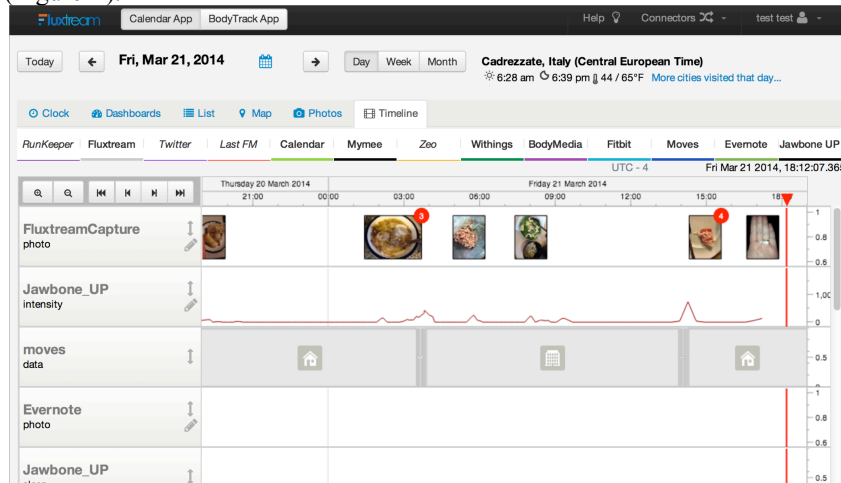 Fluxtream Calendar App BodyTrack App Help Connectors test test
Today Fri, Mar 21, 2014 Day Week Month Cadrezzate, Italy (Central European Time)
6:28 am 6:39 pm 44 / 65°F More cities visited that day...
Clock Dashboards List Map Photos Timeline
RunKeeper Fluxtream Twitter Last FM Calendar Mymee Zeo Withings BodyMedia Fitbit Moves Evernote Jawbone UP
UTC - 4 Fri Mar 21 2014, 18:12:07.365
Thursday 20 March 2014 Friday 21 March 2014
21:00 00:00 03:00 06:00 09:00 12:00 15:00
FluxtreamCapture
photo
3
4
1
0.8
0.6
Jawbone_UP
intensity
1,00
0
moves
data
0.5
0
Evernote
photo
1
0.8
0.6
Jawbone_UP
0.5